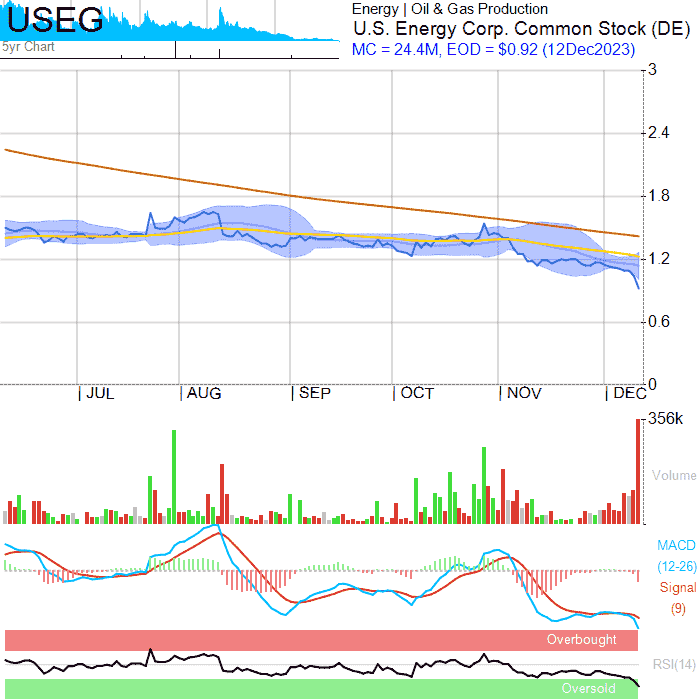 USEG
5yr Chart
Energy | Oil & Gas Production
U.S. Energy Corp. Common Stock (DE)
MC = 24.4M, EOD = $0.92 (12Dec2023)
3
2.4
1.8
1.2
0.6
0
JUL AUG SEP OCT NOV DEC
356k
Volume
MACD
(12-26)
Signal
(9)
Overbought
RSI(14)
Oversold